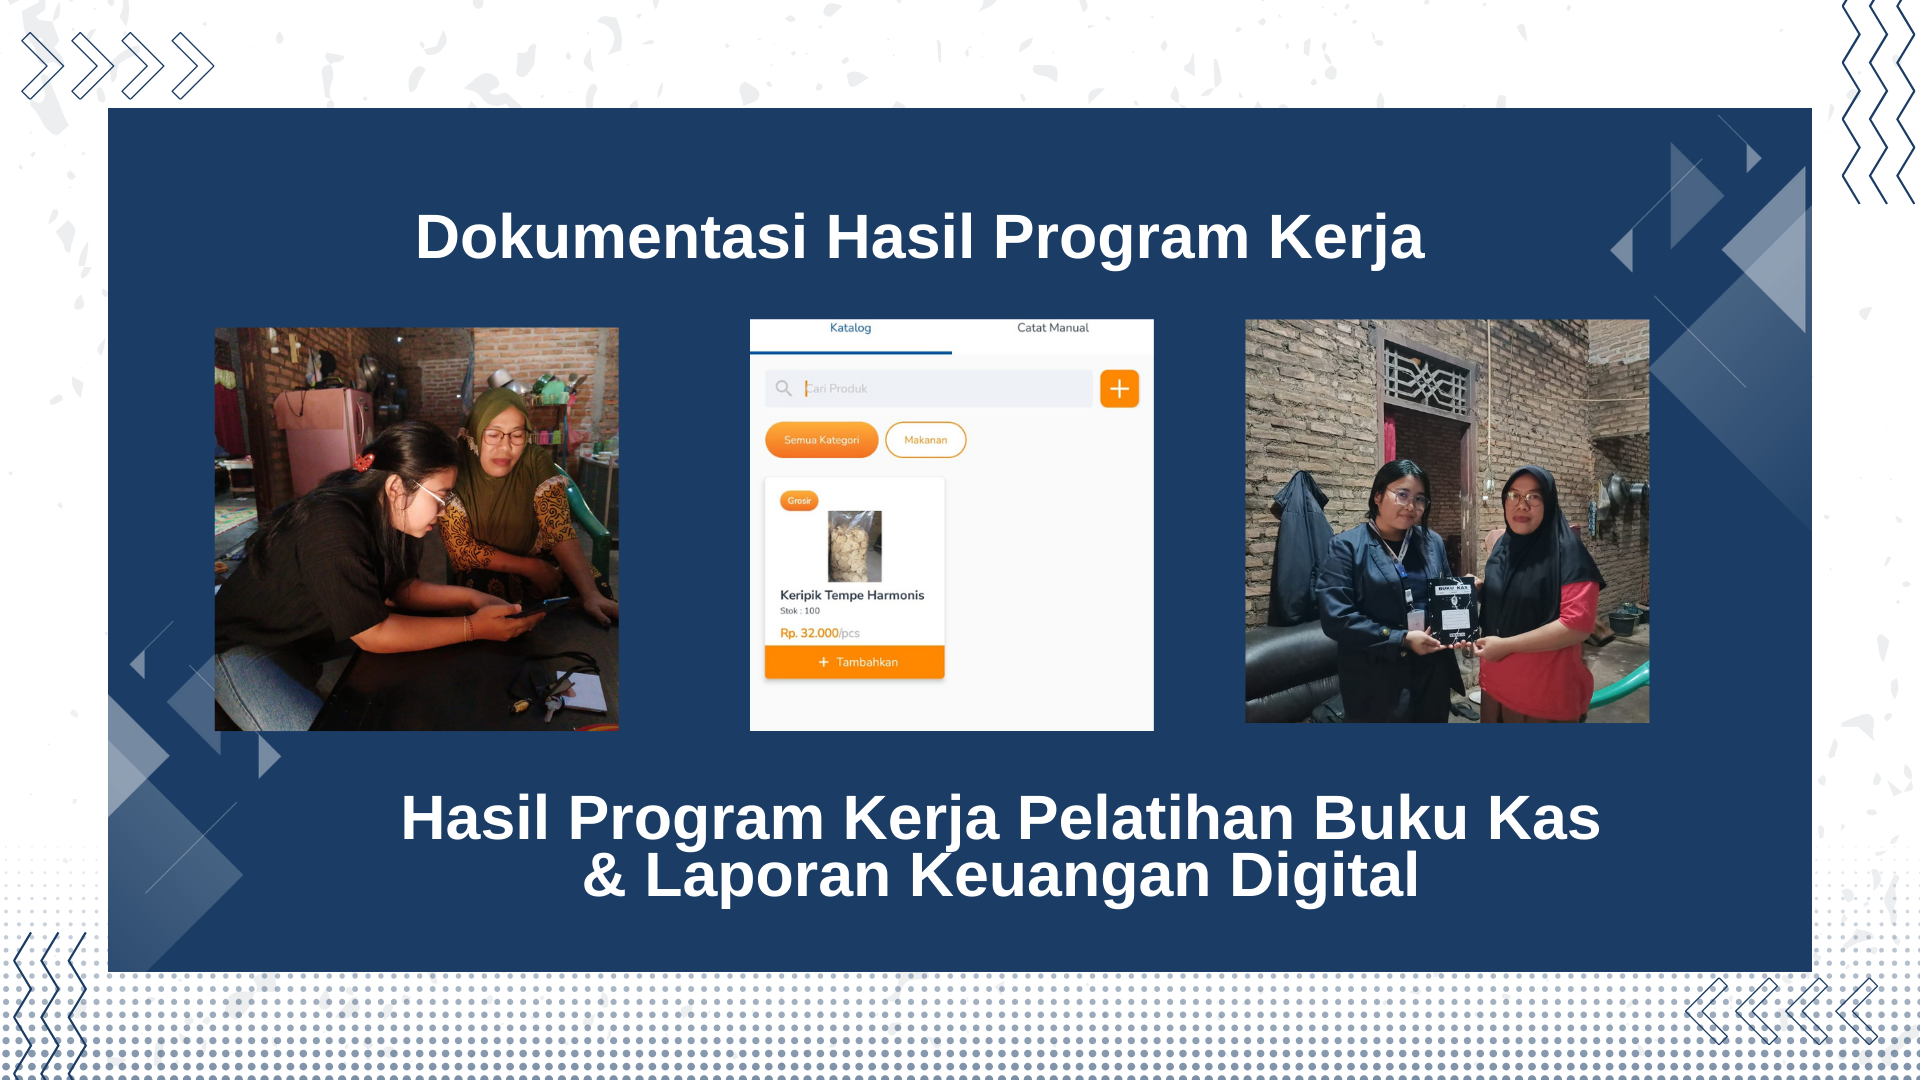 Dokumentasi Hasil Program Kerja
Katalog
Catat Manual
Cari Produk
Semua Kategori
Makanan
Grosir
Keripik Tempe Harmonis
Stok : 100
Rp. 32.000/pcs
+ Tambahkan
BUKU KAS
Hasil Program Kerja Pelatihan Buku Kas
& Laporan Keuangan Digital